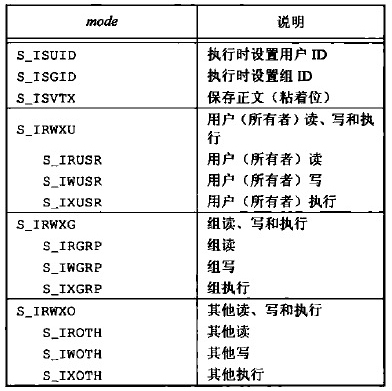 mode 说明
S_ISUID 执行时设置用户 ID
S_ISGID 执行时设置组 ID
S_ISVTX 保存正文（粘着位）
S_IRWXU 用户（所有者）读、写和执
行
S_IRUSR 用户（所有者）读
S_IWUSR 用户（所有者）写
S_IXUSR 用户（所有者）执行
S_IRWXG 组读、写和执行
S_IRGRP 组读
S_IWGRP 组写
S_IXGRP 组执行
S_IRWXO 其他读、写和执行
S_IROTH 其他读
S_IWOTH 其他写
S_IXOTH 其他执行